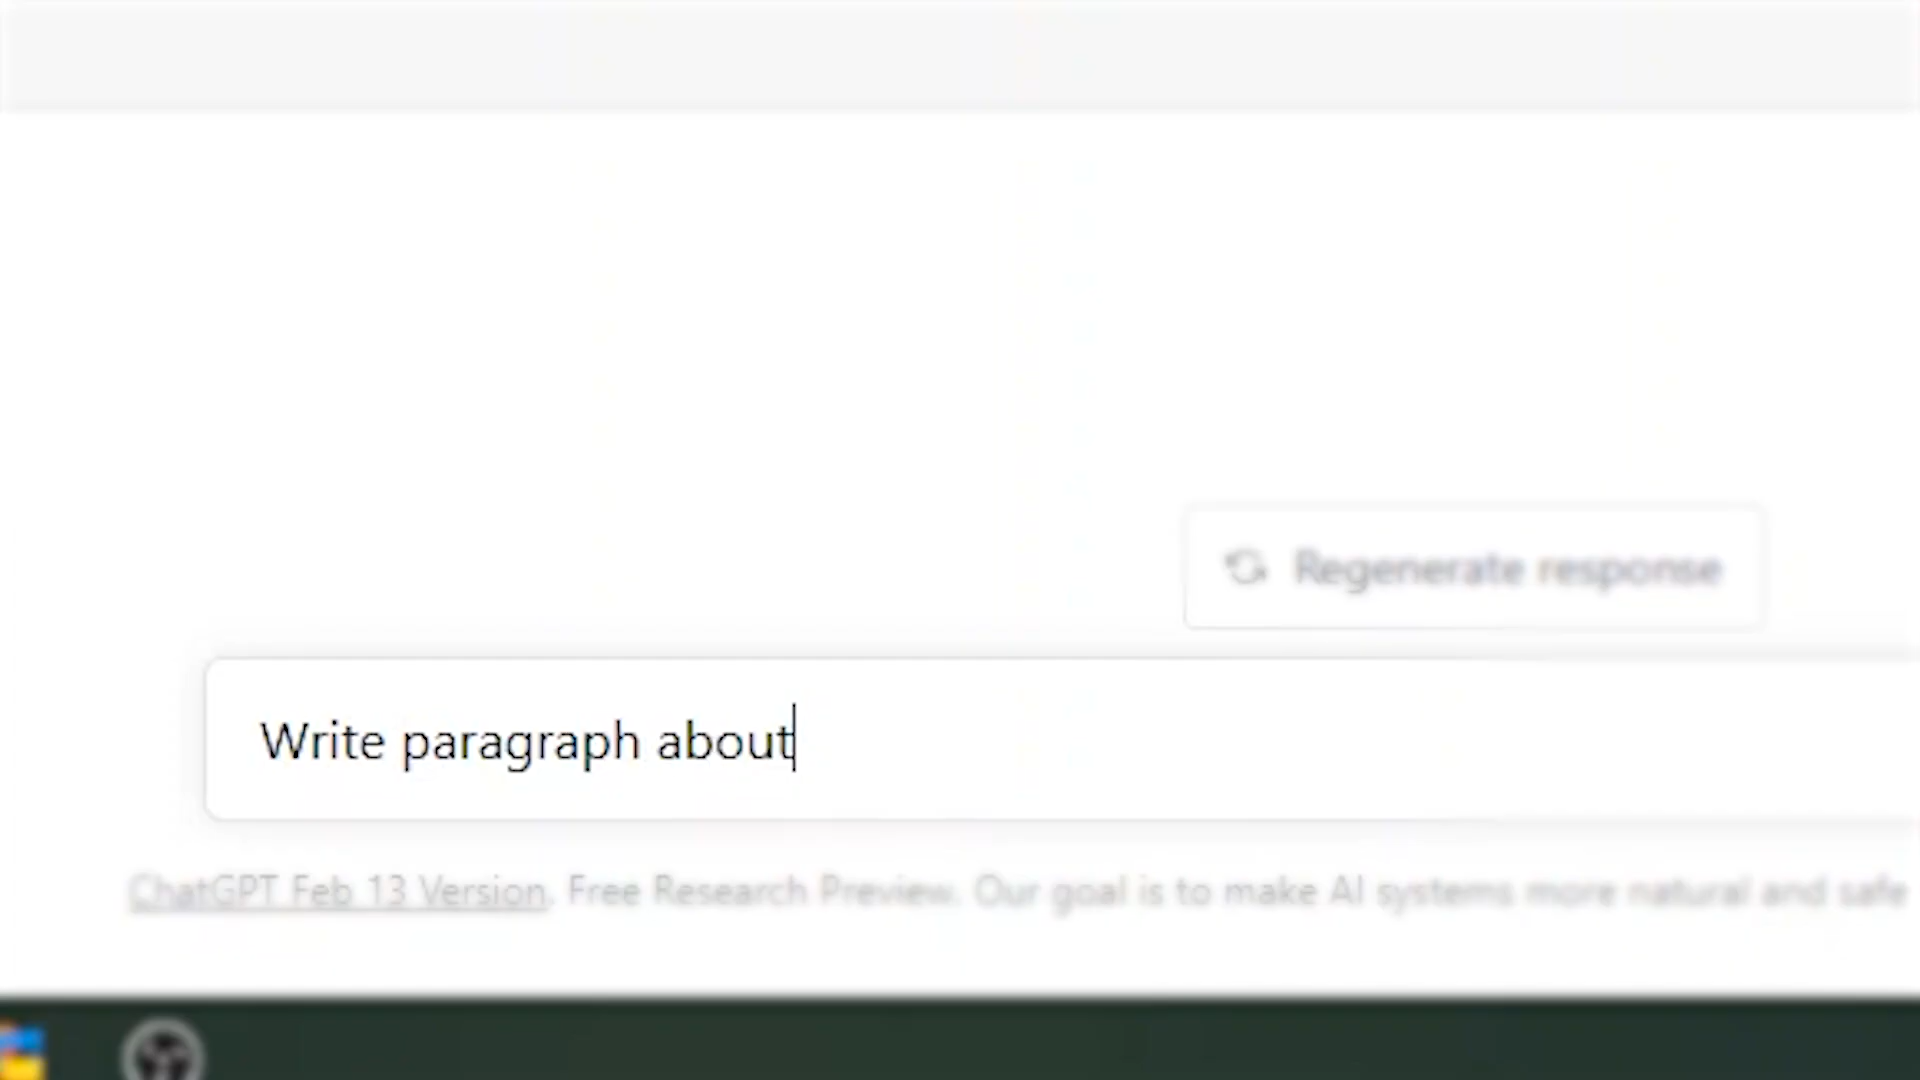 Regenerate response
Write paragraph about
ChatGPT Feb 13 Version. Free Research Preview. Our goal is to make AI systems more natural and safe